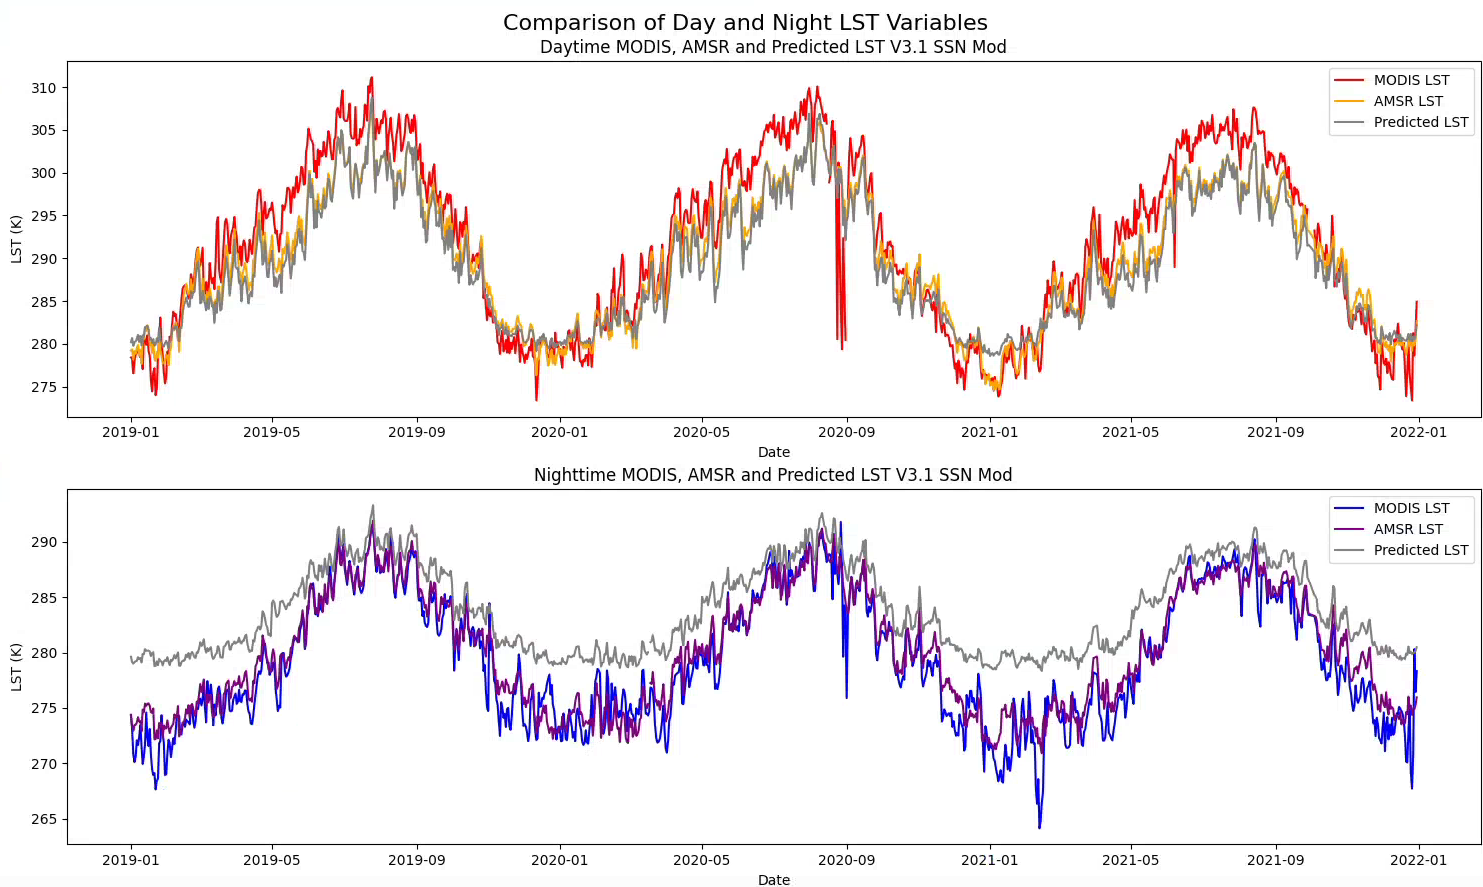 Comparison of Day and Night LST Variables
Daytime MODIS, AMSR and Predicted LST V3.1 SSN Mod
LST (K)
310
305
300
295
290
285
280
275
MODIS LST
AMSR LST
Predicted LST
2019-01 2019-05 2019-09 2020-01 2020-05 2020-09 2021-01 2021-05 2021-09 2022-01
Date
Nighttime MODIS, AMSR and Predicted LST V3.1 SSN Mod
LST (K)
290
285
280
275
270
265
MODIS LST
AMSR LST
Predicted LST
2019-01 2019-05 2019-09 2020-01 2020-05 2020-09 2021-01 2021-05 2021-09 2022-01
Date